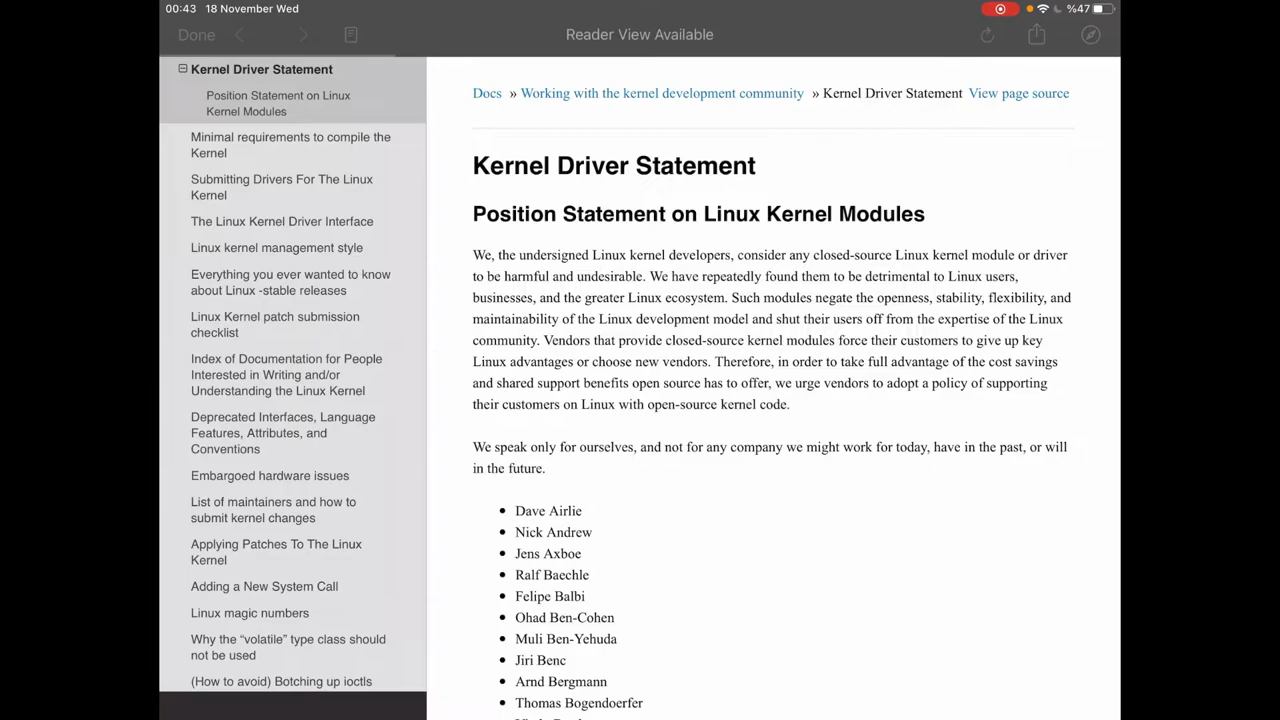 00:43 18 November Wed %47
Done Reader View Available
Kernel Driver Statement
Position Statement on Linux
Kernel Modules
Minimal requirements to compile the
Kernel
Submitting Drivers For The Linux
Kernel
The Linux Kernel Driver Interface
Linux kernel management style
Everything you ever wanted to know
about Linux -stable releases
Linux Kernel patch submission
checklist
Index of Documentation for People
Interested in Writing and/or
Understanding the Linux Kernel
Deprecated Interfaces, Language
Features, Attributes, and
Conventions
Embargoed hardware issues
List of maintainers and how to
submit kernel changes
Applying Patches To The Linux
Kernel
Adding a New System Call
Linux magic numbers
Why the “volatile” type class should
not be used
(How to avoid) Botching up ioctls
Docs » Working with the kernel development community » Kernel Driver Statement View page source
Kernel Driver Statement
Position Statement on Linux Kernel Modules
We, the undersigned Linux kernel developers, consider any closed-source Linux kernel module or driver
to be harmful and undesirable. We have repeatedly found them to be detrimental to Linux users,
businesses, and the greater Linux ecosystem. Such modules negate the openness, stability, flexibility, and
maintainability of the Linux development model and shut their users off from the expertise of the Linux
community. Vendors that provide closed-source kernel modules force their customers to give up key
Linux advantages or choose new vendors. Therefore, in order to take full advantage of the cost savings
and shared support benefits open source has to offer, we urge vendors to adopt a policy of supporting
their customers on Linux with open-source kernel code.
We speak only for ourselves, and not for any company we might work for today, have in the past, or will
in the future.
• Dave Airlie
• Nick Andrew
• Jens Axboe
• Ralf Baechle
• Felipe Balbi
• Ohad Ben-Cohen
• Muli Ben-Yehuda
• Jiri Benc
• Arnd Bergmann
• Thomas Bogendoerfer